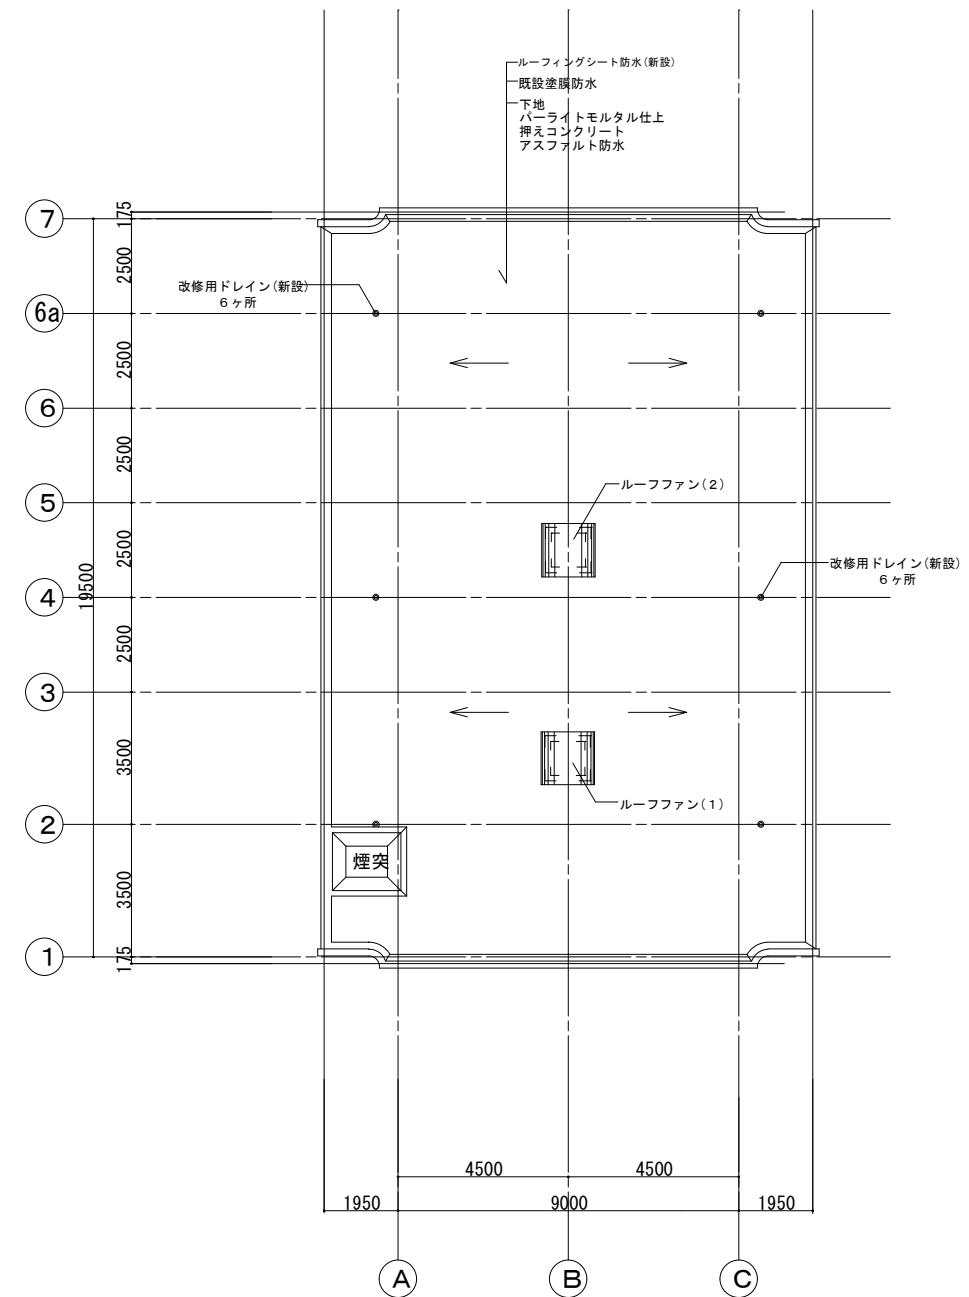 ルーフィングシート防水(新設)
既設塗膜防水
下地
パーライトモルタル仕上
押えコンクリート
アスファルト防水
175
7
2500
改修用ドレイン(新設)
6ヶ所
6a
2500
6
2500
5
ルーフファン(2)
2500
改修用ドレイン(新設)
6ヶ所
19500
4
2500
3
3500
ルーフファン(1)
2
煙突
3500
1
175
4500
4500
1950
9000
1950
A
B
C